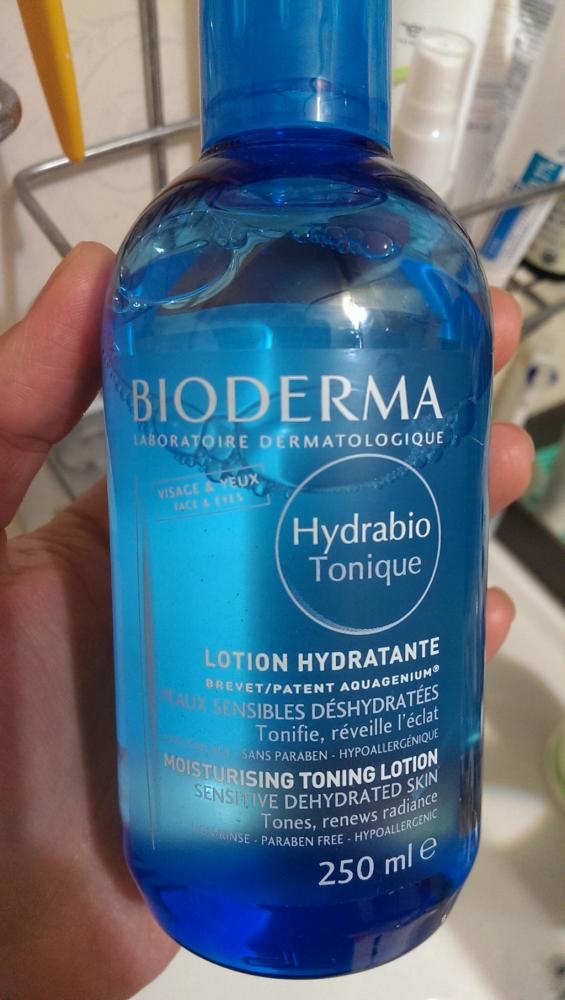 BIODERMA
LABORATOIRE DERMATOLOGIQUE
VISAGE & YEUX
FACE & EYES
Hydrabio
Tonique
LOTION HYDRATANTE
BREVET/PATENT AQUAGENIUM®
PEAUX SENSIBLES DÉSHYDRATÉES
Tonifie, réveille l'éclat
- SANS PARABEN - HYPOALLERGÉNIQUE
MOISTURISING TONING LOTION
SENSITIVE DEHYDRATED SKIN
Tones, renews radiance
- PARABEN FREE - HYPOALLERGENIC
250 ml e